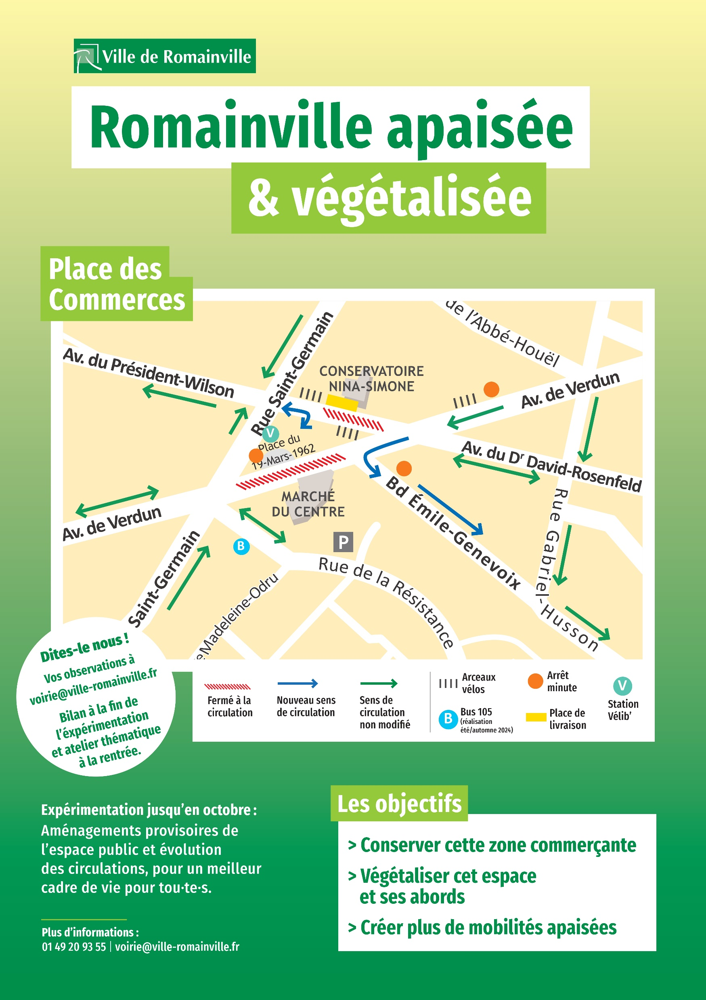 Ville de Romainville
Romainville apaisée
& végétalisée
Place des
Commerces
de l'Abbé-Houël
Rue Saint-Germain
Av. du Président-Wilson
CONSERVATOIRE
NINA-SIMONE
Av. de Verdun
V
Place du
19-Mars-1962
Av. du Dr David-Rosenfeld
MARCHÉ
DU CENTRE
Bd Émile-Genevoix
Rue Gabriel-Husson
Av. de Verdun
B
P
Saint-Germain
Rue de la Résistance
e Madeleine-Odru
Dites-le nous !
Vos observations à
voirie@ville-romainville.fr
Bilan à la fin de
l'éxpérimentation
et atelier thématique
à la rentrée.
Fermé à la
circulation
Nouveau sens
de circulation
Sens de
circulation
non modifié
Arceaux
vélos
B
Bus 105
(réalisation
été/automne 2024)
Arrêt
minute
Place de
livraison
V
Station
Vélib'
Expérimentation jusqu'en octobre :
Aménagements provisoires de
l'espace public et évolution
des circulations, pour un meilleur
cadre de vie pour tou·te·s.
Plus d'informations :
01 49 20 93 55 | voirie@ville-romainville.fr
Les objectifs
> Conserver cette zone commerçante
> Végétaliser cet espace
et ses abords
> Créer plus de mobilités apaisées